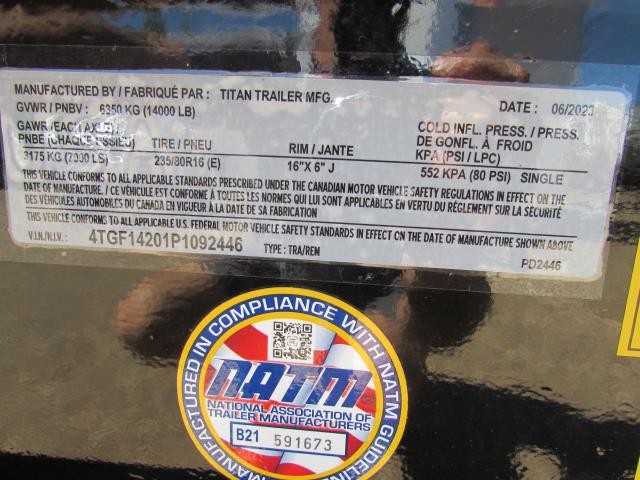 MANUFACTURED BY / FABRIQUÉ PAR : TITAN TRAILER MFG.
GVWR / PNBV : 6350 KG (14000 LB) DATE : 06/2023
GAWR /EACH AXLE)
PNBE (CHAQUE ESSIEU) TIRE / PNEU RIM / JANTE COLD INFL. PRESS. / PRESS. DE GONFL. À FROID KPA (PSI / LPC)
3175 KG (7000 LS) 235/80R16 (E) 16"X 6" J 552 KPA (80 PSI) SINGLE
THIS VEHICLE CONFORMS TO ALL APPLICABLE STANDARDS PRESCRIBED UNDER THE CANADIAN MOTOR VEHICLE SAFETY REGULATIONS IN EFFECT ON THE
DATE OF MANUFACTURE. / CE VÉHICULE EST CONFORME À TOUTES LES NORMES QUI LUI SONT APPLICABLES EN VERTU DU RÈGLEMENT SUR LA SÉCURITÉ
DES VÉHICULES AUTOMOBILES DU CANADA EN VIGUEUR À LA DATE DE SA FABRICATION
THIS VEHICLE CONFORMS TO ALL APPLICABLE U.S. FEDERAL MOTOR VEHICLE SAFETY STANDARDS IN EFFECT ON THE DATE OF MANUFACTURE SHOWN ABOVE
V.I.N./N.I.V. : 4TGF14201P1092446 TYPE : TRA/REM PD2446
MANUFACTURED IN COMPLIANCE WITH NATM GUIDELINE
NATM
NATIONAL ASSOCIATION OF
TRAILER MANUFACTURERS
B21 591673